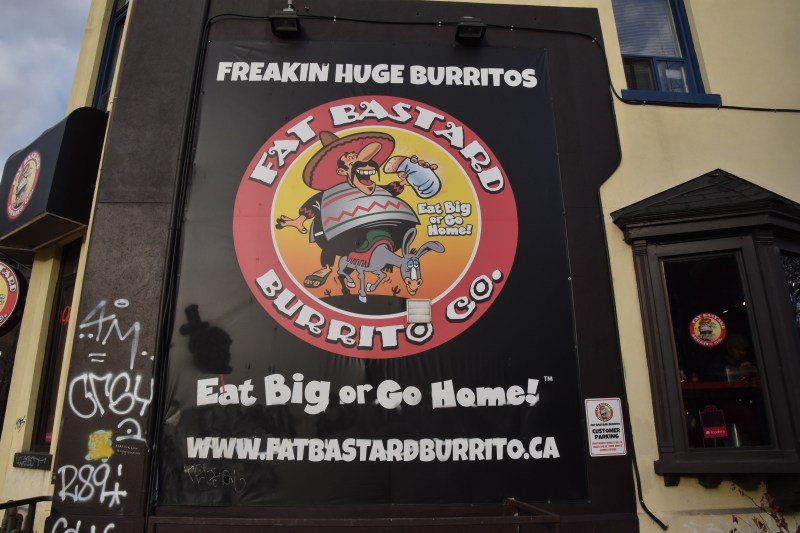 FREAKIN HUGE BURRITOS
FAT BASTARD
BURRITO CO.
Eat Big
or Go
Home!
Eat Big or Go Home!™
WWW.FATBASTARDBURRITO.CA
CUSTOMER
PARKING